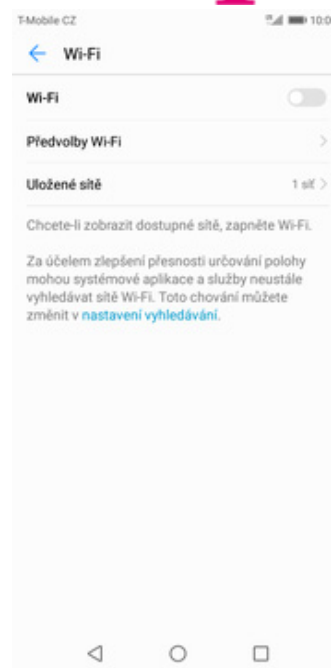 T-Mobile CZ 10:0
Wi-Fi
Wi-Fi
Předvolby Wi-Fi
Uložené sítě 1 síť
Chcete-li zobrazit dostupné sítě, zapněte Wi-Fi.
Za účelem zlepšení přesnosti určování polohy
mohou systémové aplikace a služby neustále
vyhledávat sítě Wi-Fi. Toto chování můžete
změnit v nastavení vyhledávání.